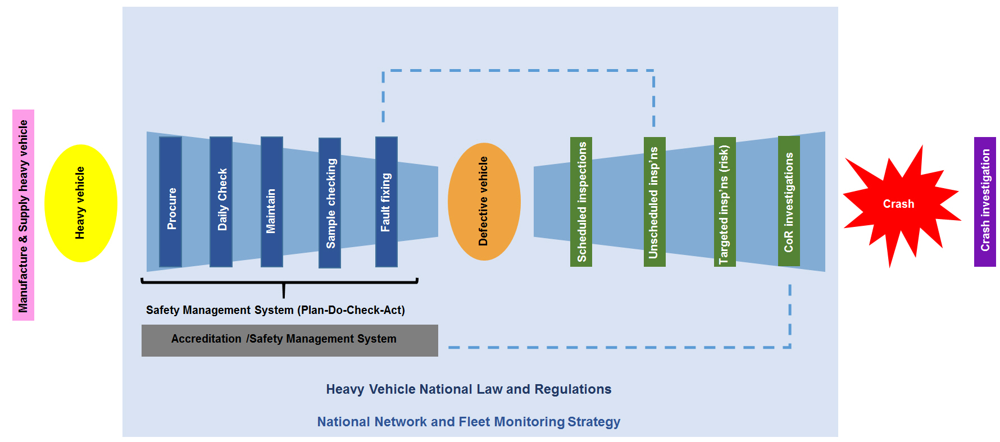 Manufacture & Supply heavy vehicle
Heavy vehicle
Procure
Daily Check
Maintain
Sample checking
Fault fixing
Defective vehicle
Scheduled inspections
Unscheduled insp'ns
Targeted insp'ns (risk)
CoR investigations
Crash
Crash investigation
Safety Management System (Plan-Do-Check-Act)
Accreditation /Safety Management System
Heavy Vehicle National Law and Regulations
National Network and Fleet Monitoring Strategy